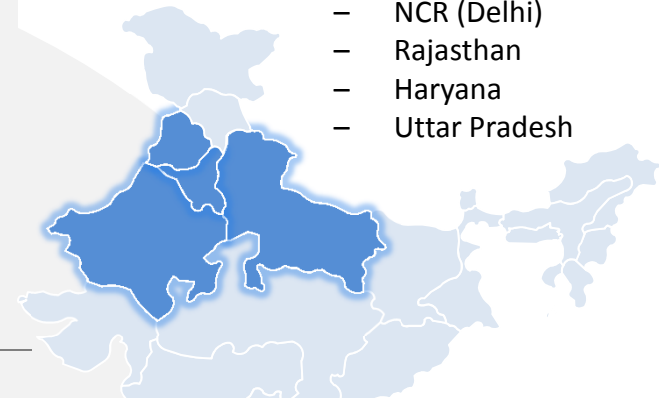 – NCR (Delhi)
– Rajasthan
– Haryana
– Uttar Pradesh